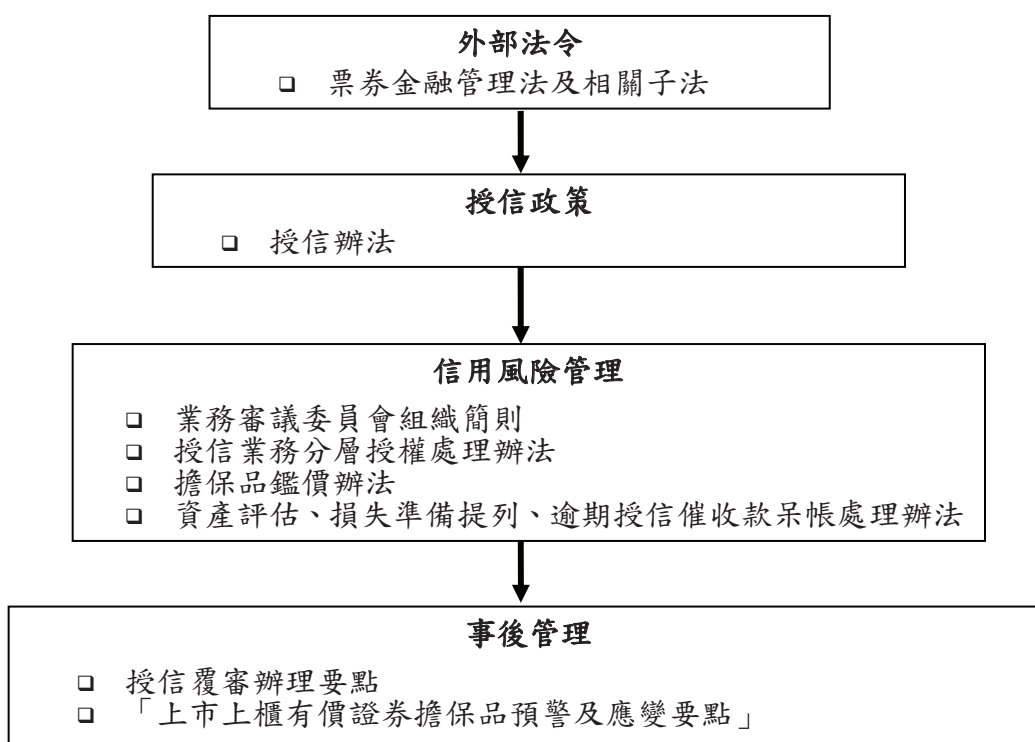 外部法令
❑ 票券金融管理法及相關子法
授信政策
❑ 授信辦法
信用風險管理
❑ 業務審議委員會組織簡則
❑ 授信業務分層授權處理辦法
❑ 擔保品鑑價辦法
❑ 資產評估、損失準備提列、逾期授信催收款呆帳處理辦法
事後管理
❑ 授信覆審辦理要點
❑ 「上市上櫃有價證券擔保品預警及應變要點」